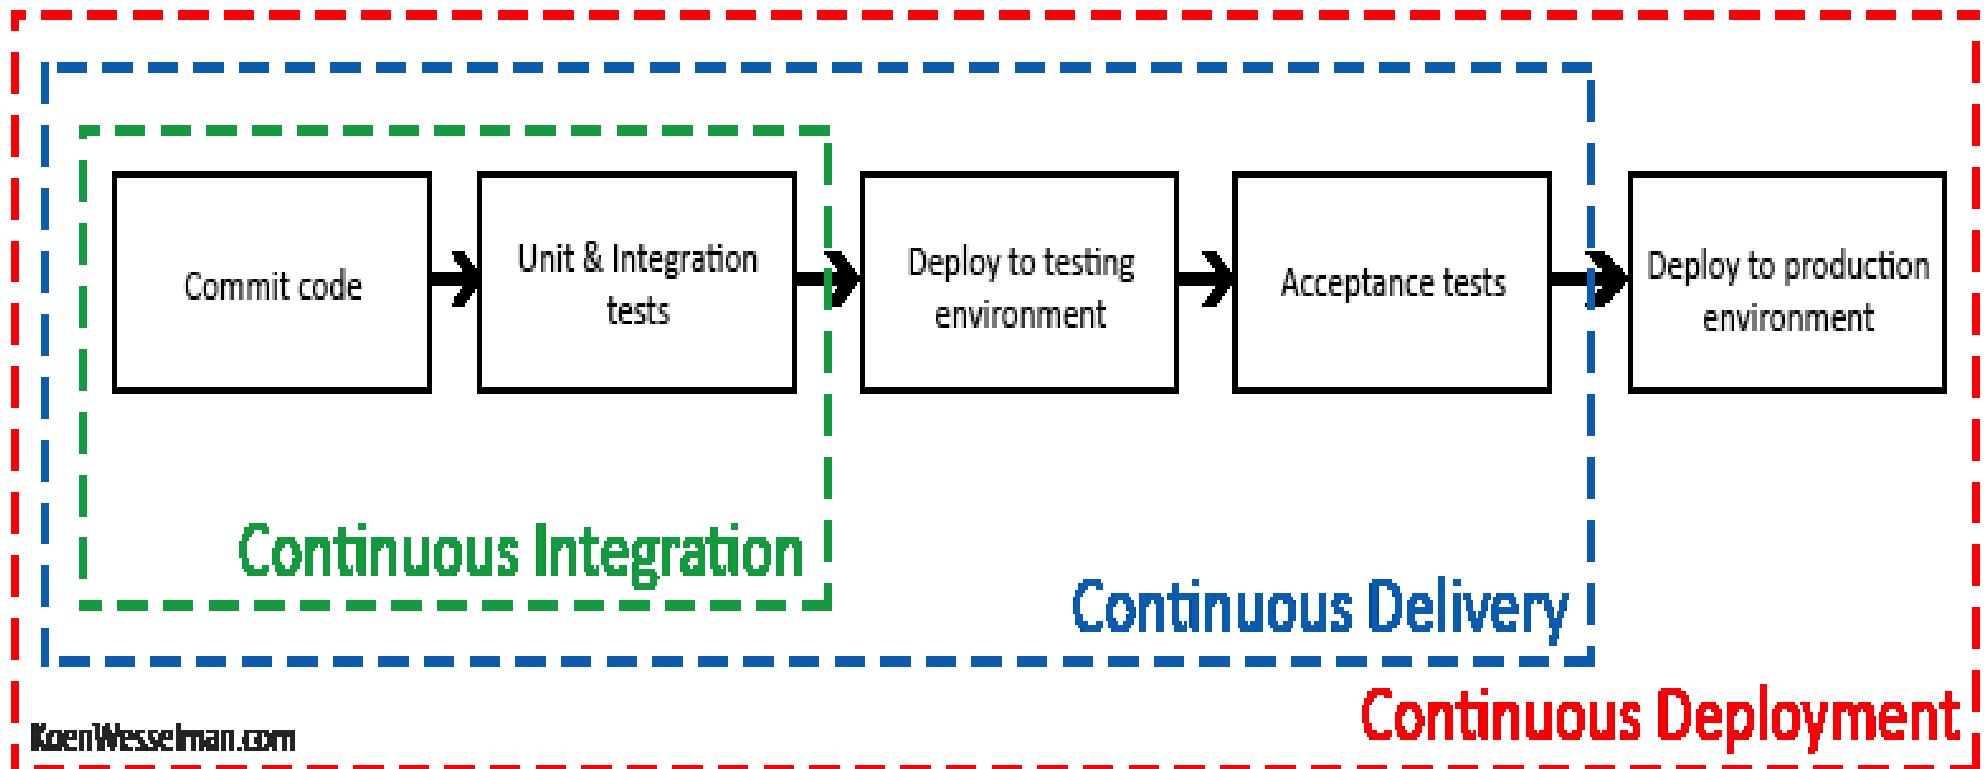 Commit code
Unit & Integration
tests
Deploy to testing
environment
Acceptance tests
Deploy to production
environment
Continuous Integration
Continuous Delivery
Continuous Deployment
KoenWesselman.com